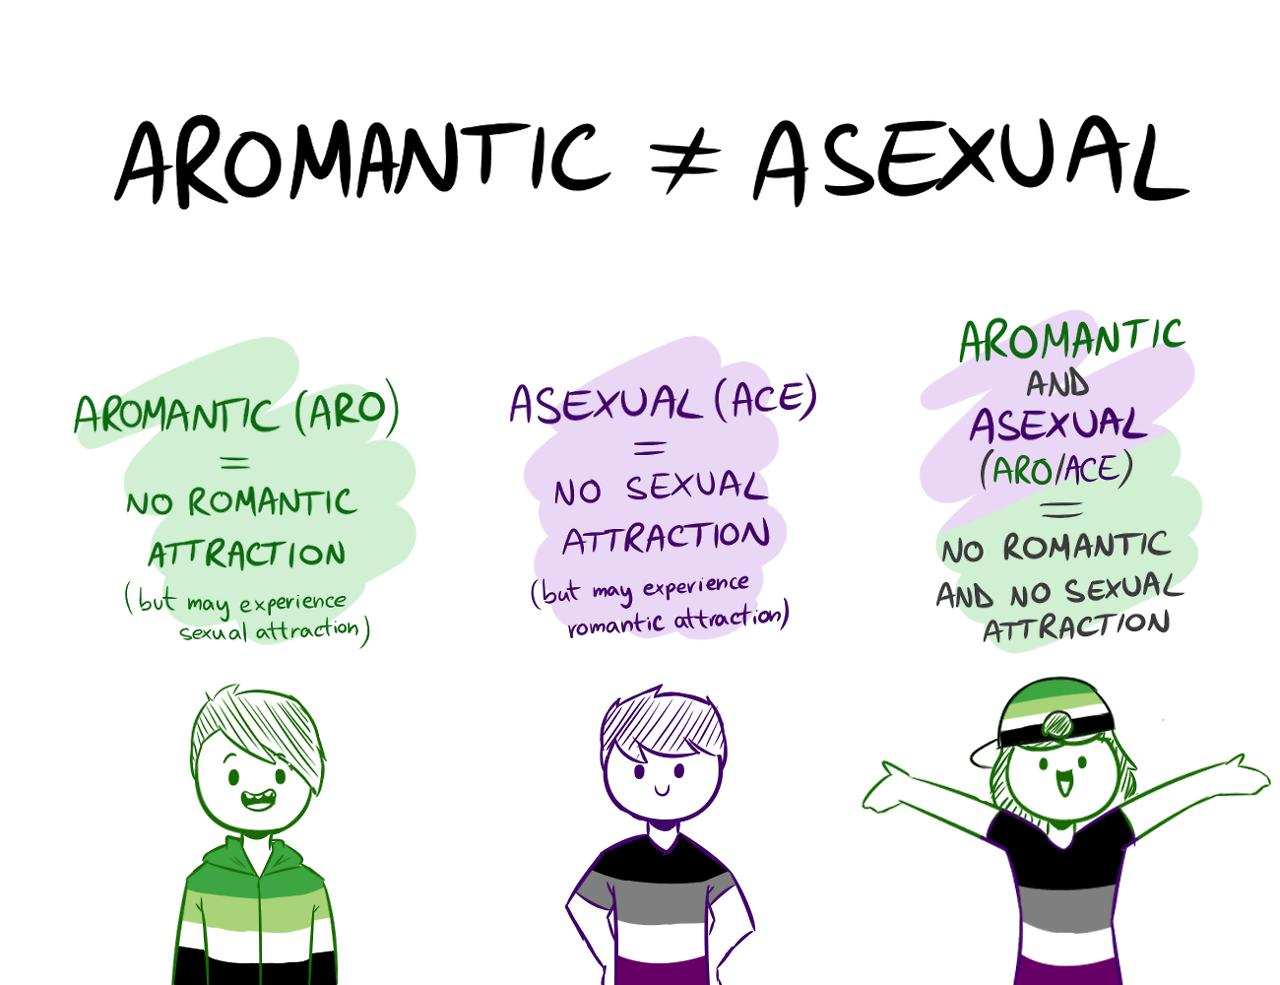 AROMANTIC ≠ ASEXUAL
AROMANTIC (ARO)
=
NO ROMANTIC
ATTRACTION
(but may experience
sexual attraction)
ASEXUAL (ACE)
=
NO SEXUAL
ATTRACTION
(but may experience
romantic attraction)
AROMANTIC
AND
ASEXUAL
(ARO/ACE)
=
NO ROMANTIC
AND NO SEXUAL
ATTRACTION